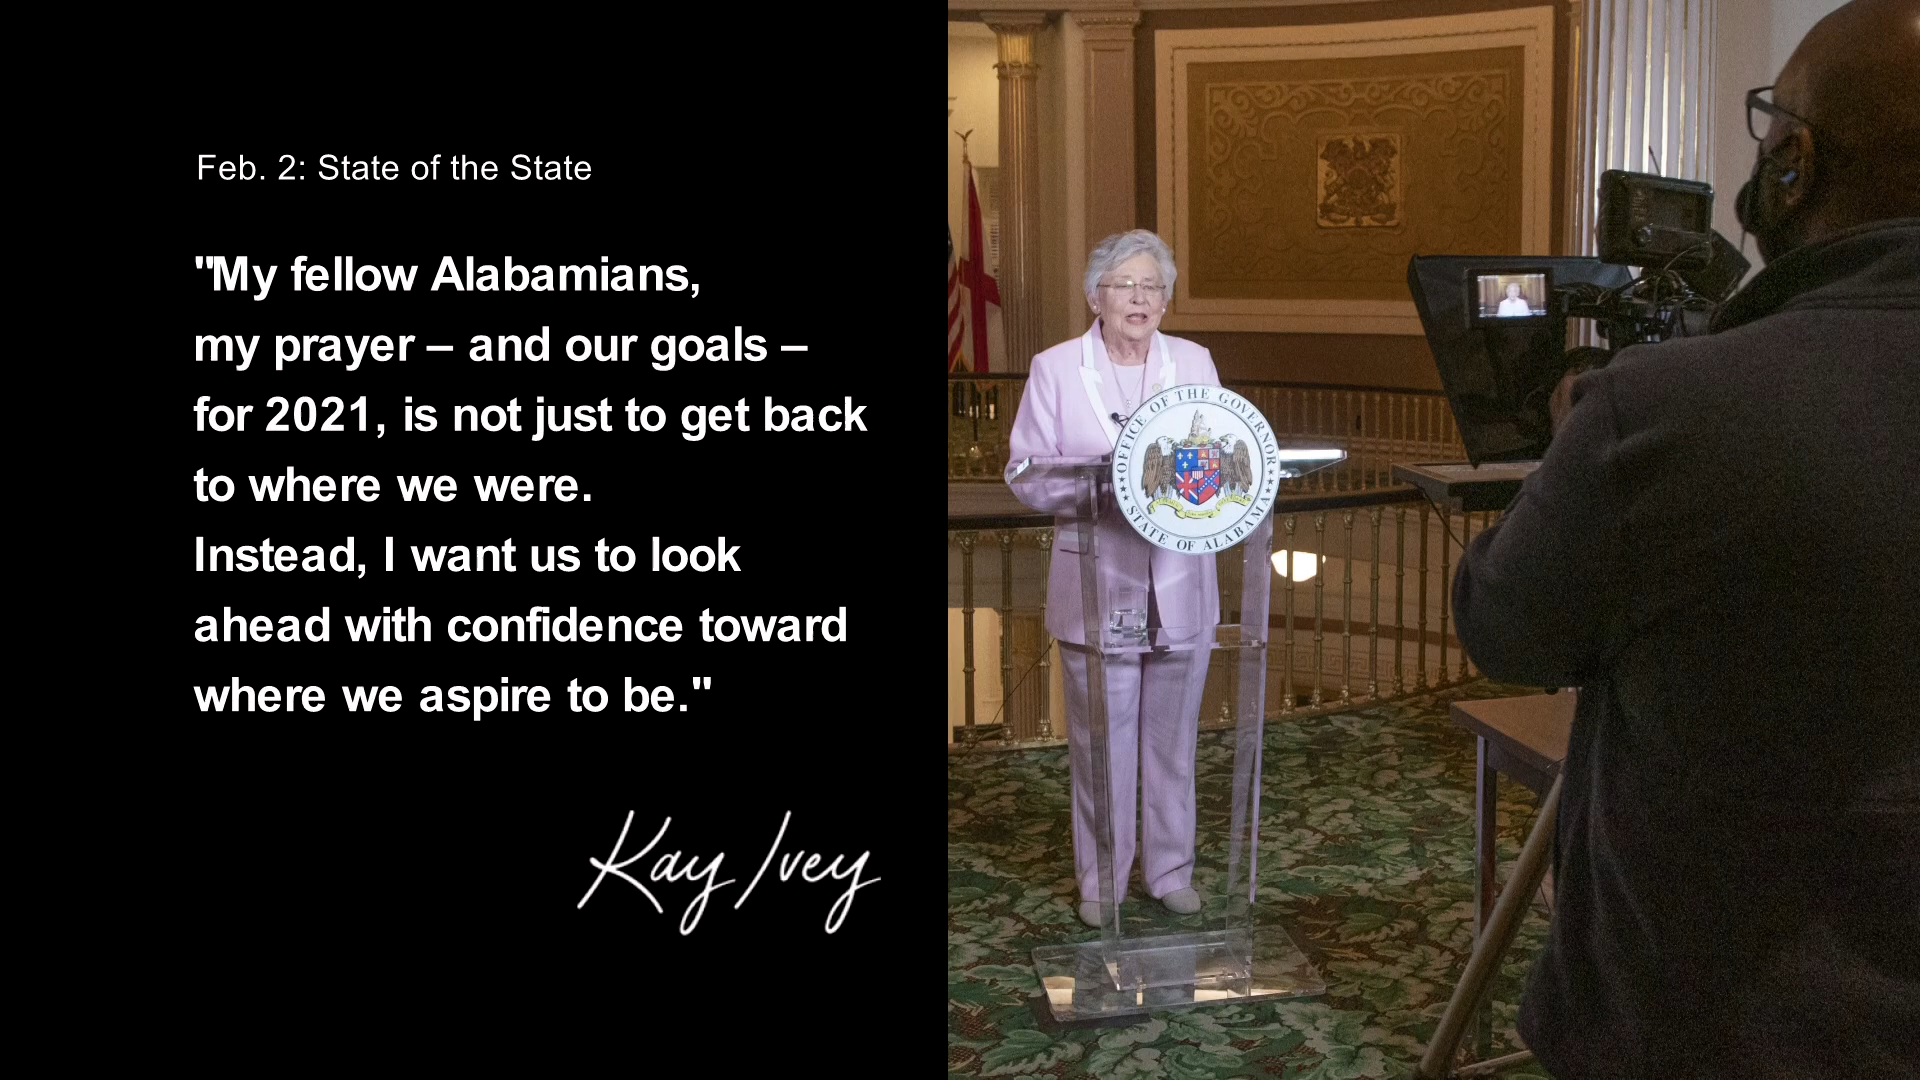 Feb. 2: State of the State
"My fellow Alabamians,
my prayer – and our goals –
for 2021, is not just to get back
to where we were.
Instead, I want us to look
ahead with confidence toward
where we aspire to be."
Kay Ivey
OFFICE OF THE GOVERNOR
STATE OF ALABAMA